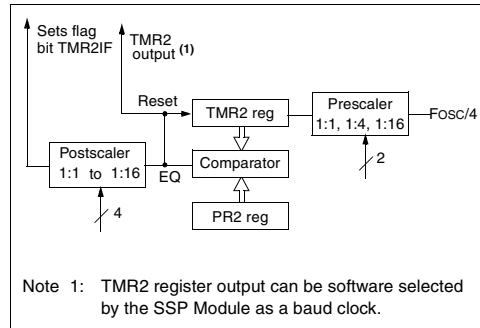 Sets flag
bit TMR2IF
TMR2
output (1)
Reset
TMR2 reg
Prescaler
1:1, 1:4, 1:16
FOSC/4
2
Postscaler
1:1 to 1:16
EQ
Comparator
4
PR2 reg
Note 1: TMR2 register output can be software selected
by the SSP Module as a baud clock.